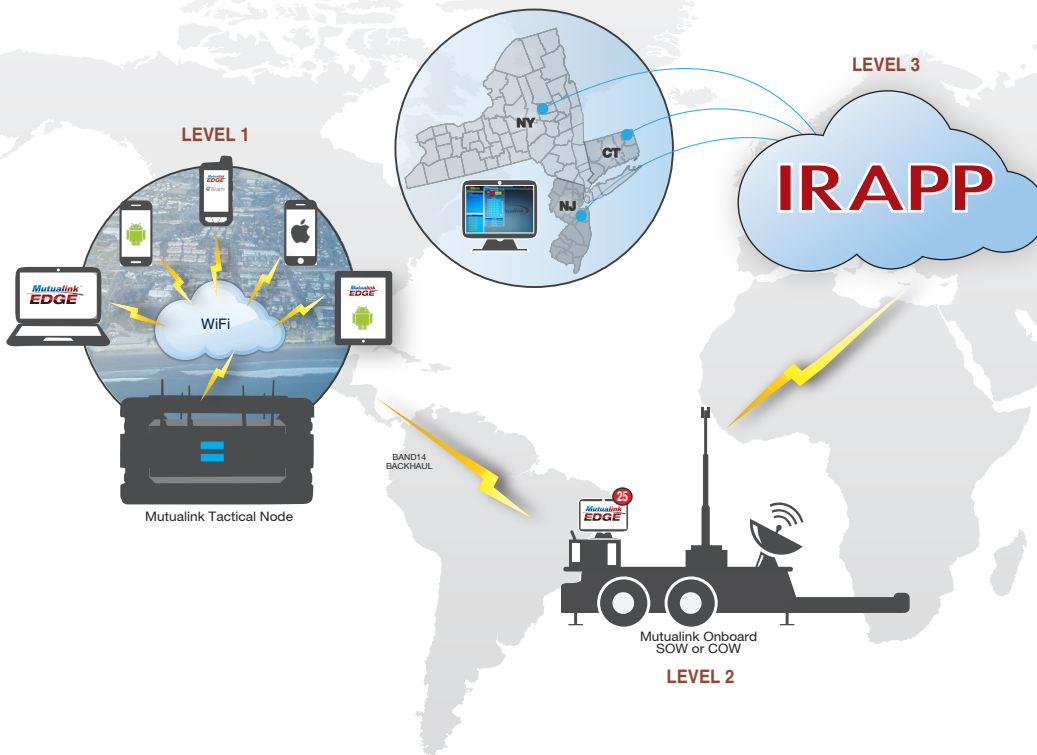 LEVEL 3
LEVEL 1
NY
CT
NJ
IRAPP
Mutualink
EDGE
Mutualink
EDGE
Mutualink
EDGE
WiFi
BAND14
BACKHAUL
Mutualink Tactical Node
25
Mutualink
EDGE
Mutualink Onboard
SOW or COW
LEVEL 2